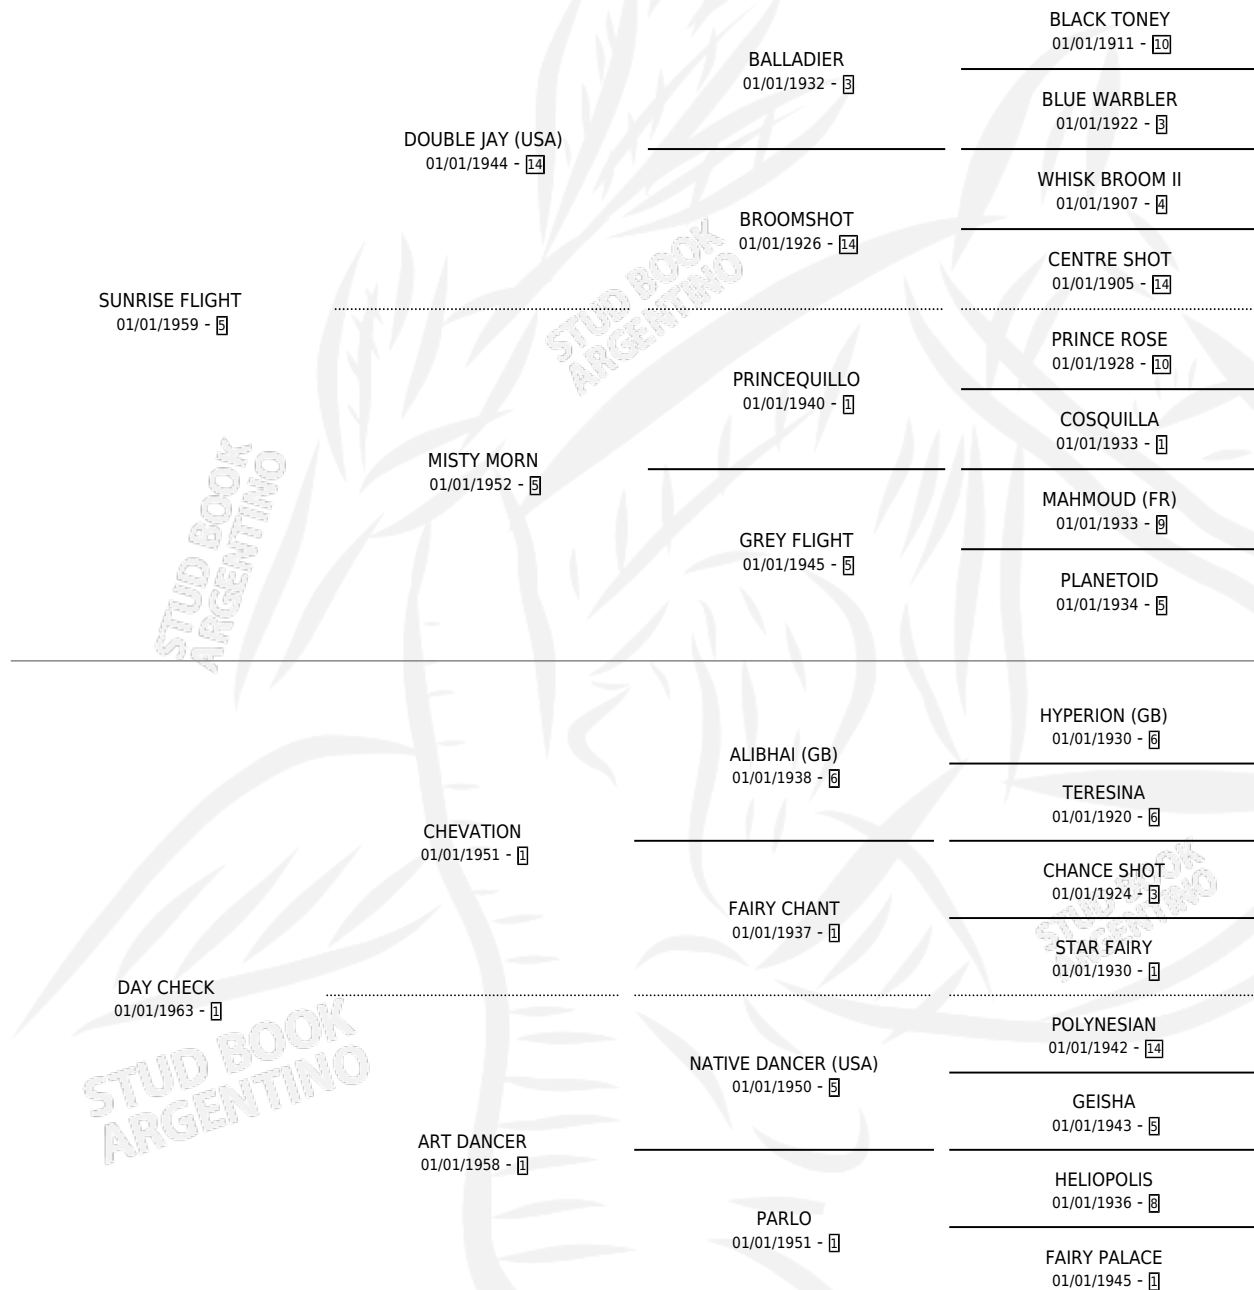 BLACK TONEY
01/01/1911 - 10
BALLADIER
01/01/1932 - 3
BLUE WARBLER
01/01/1922 - 3
DOUBLE JAY (USA)
01/01/1944 - 14
WHISK BROOM II
01/01/1907 - 4
BROOMSHOT
01/01/1926 - 14
CENTRE SHOT
01/01/1905 - 14
SUNRISE FLIGHT
01/01/1959 - 5
PRINCE ROSE
01/01/1928 - 10
PRINCEQUILLO
01/01/1940 - 1
COSQUILLA
01/01/1933 - 1
MISTY MORN
01/01/1952 - 5
MAHMOUD (FR)
01/01/1933 - 9
GREY FLIGHT
01/01/1945 - 5
PLANETOID
01/01/1934 - 5
HYPERION (GB)
01/01/1930 - 6
ALIBHAI (GB)
01/01/1938 - 6
TERESINA
01/01/1920 - 6
CHEVATION
01/01/1951 - 1
CHANCE SHOT
01/01/1924 - 3
FAIRY CHANT
01/01/1937 - 1
STAR FAIRY
01/01/1930 - 1
DAY CHECK
01/01/1963 - 1
POLYNESIAN
01/01/1942 - 14
NATIVE DANCER (USA)
01/01/1950 - 5
GEISHA
01/01/1943 - 5
ART DANCER
01/01/1958 - 1
HELIOPOLIS
01/01/1936 - 8
PARLO
01/01/1951 - 1
FAIRY PALACE
01/01/1945 - 1
STUD BOOK
ARGENTINO
STUD BOOK
ARGENTINO
STUD BOOK
ARGENTINO
STUD BOOK
ARGENTINO